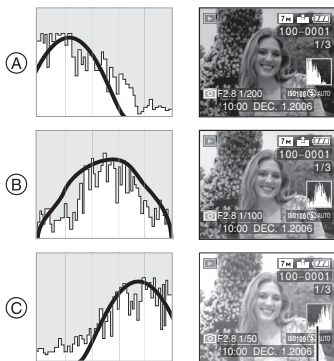 A
7M
100-0001
1/3
F2.8 1/200
ISO100 AUTO
10:00 DEC. 1.2006
B
7M
100-0001
1/3
F2.8 1/100
ISO100 AUTO
10:00 DEC. 1.2006
C
7M
100-0001
1/3
F2.8 1/50
ISO100 AUTO
10:00 DEC. 1.2006